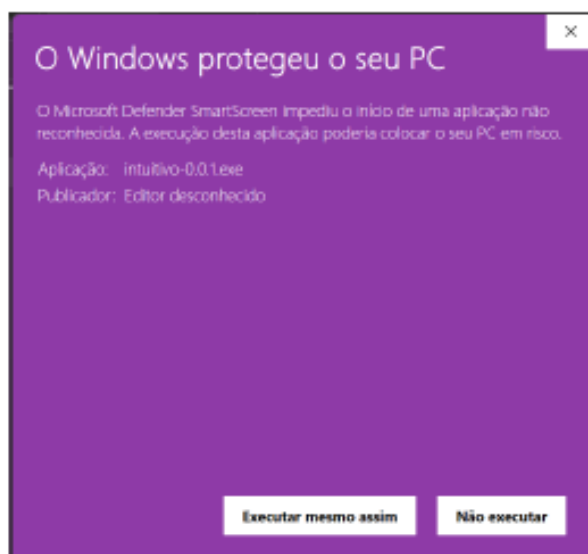 O Windows protegeu o seu PC
O Microsoft Defender SmartScreen impediu o início de uma aplicação não
reconhecida. A execução desta aplicação poderia colocar o seu PC em risco.
Aplicação: intuitivo-0.0.1.exe
Publicador: Editor desconhecido
Executar mesmo assim
Não executar